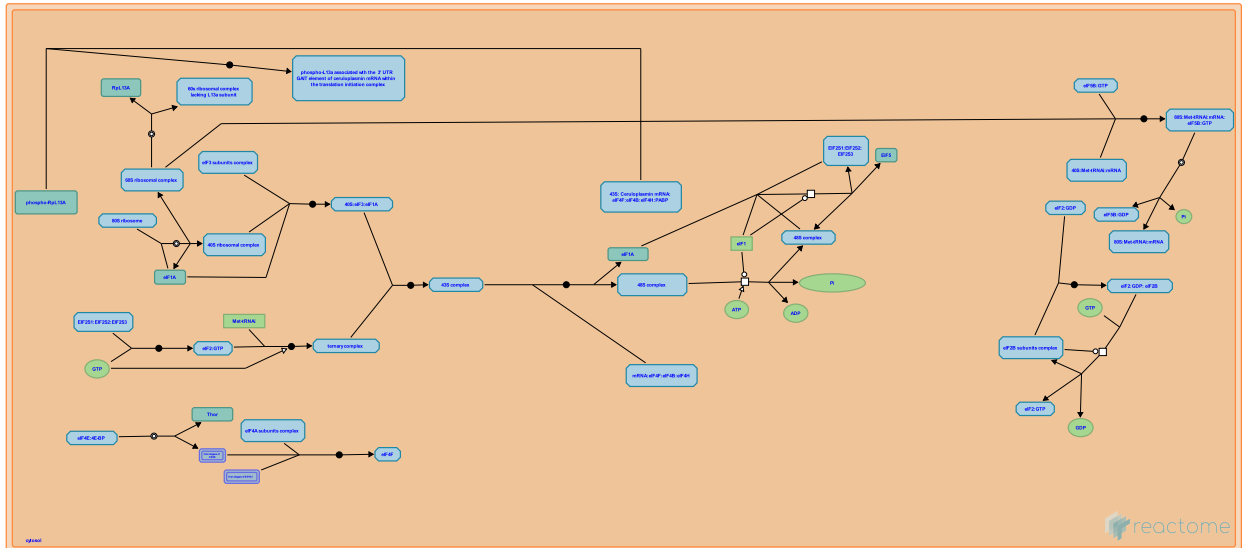 phospho-L13a associated wth the 3' UTR
GAIT element of ceruloplasmin mRNA within
the translation initiation complex
RpL13A
60s ribosomal complex
lacking L13a subunit
eIF5B:GTP
80S:Met-tRNAi:mRNA:
eIF5B:GTP
EIF2S1:EIF2S2:
EIF2S3
EIF5
eIF3 subunits complex
60S ribosomal complex
40S:Met-tRNAi:mRNA
phospho-RpL13A
43S: Ceruloplasmin mRNA:
eIF4F:eIF4B:eIF4H:PABP
40S:eIF3:eIF1A
80S ribosome
eIF2:GDP
eIF5B:GDP
Pi
40S ribosomal complex
eIF1
48S complex
80S:Met-tRNAi:mRNA
eIF1A
eIF1A
43S complex
48S complex
Pi
eIF2:GDP: eIF2B
ATP
ADP
GTP
EIF2S1:EIF2S2:EIF2S3
Met-tRNAi
eIF2:GTP
ternary complex
eIF2B subunits complex
GTP
mRNA:eIF4F:eIF4B:eIF4H
eIF2:GTP
Thor
GDP
eIF4E:4E-BP
eIF4A subunits complex
eIF4F
cytosol
reactome